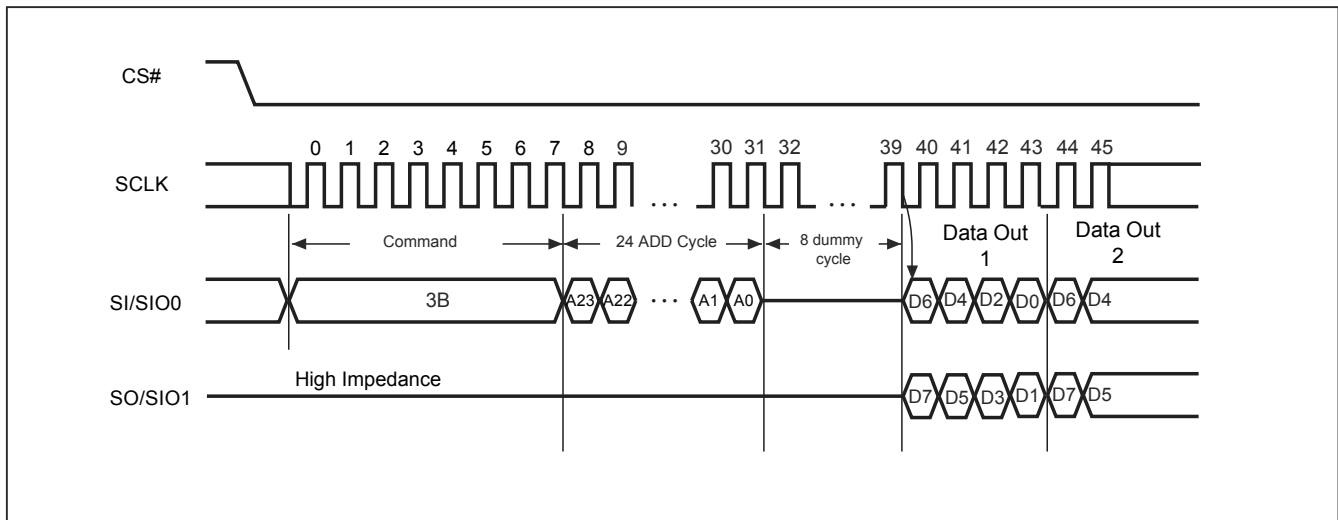 CS#
0 1 2 3 4 5 6 7 8 9 30 31 32 39 40 41 42 43 44 45
SCLK
... ...
Command 24 ADD Cycle 8 dummy cycle Data Out 1 Data Out 2
SI/SIO0 3B A23 A22 ... A1 A0 D6 D4 D2 D0 D6 D4
High Impedance
SO/SIO1 D7 D5 D3 D1 D7 D5